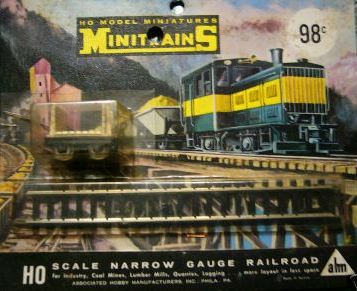 HO MODEL MINIATURES
MINITRAINS
98¢
HO SCALE NARROW GAUGE RAILROAD
for Industry, Coal Mines, Lumber Mills, Quarries, Logging . . . more layout in less space
ASSOCIATED HOBBY MANUFACTURERS, INC., PHILA. PA.
ahm